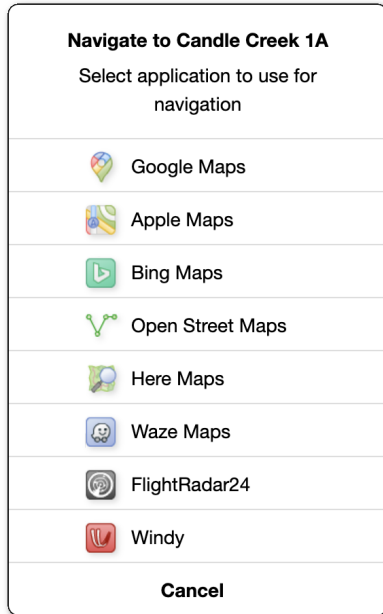 Navigate to Candle Creek 1A
Select application to use for
navigation
Google Maps
Apple Maps
Bing Maps
Open Street Maps
Here Maps
Waze Maps
FlightRadar24
Windy
Cancel